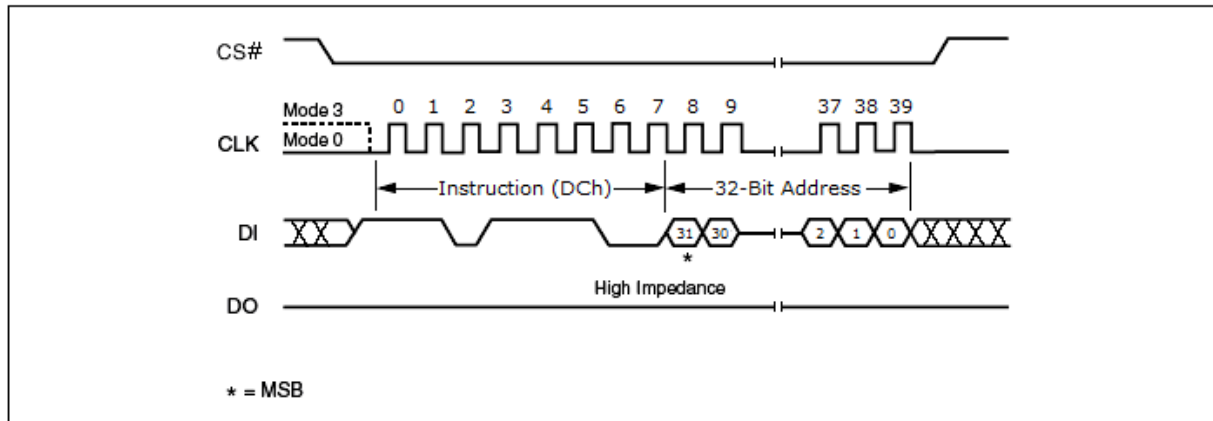 CS#
Mode 3 0 1 2 3 4 5 6 7 8 9 37 38 39
CLK Mode 0
Instruction (DCh) 32-Bit Address
DI 31 30 2 1 0
*
High Impedance
DO
* = MSB